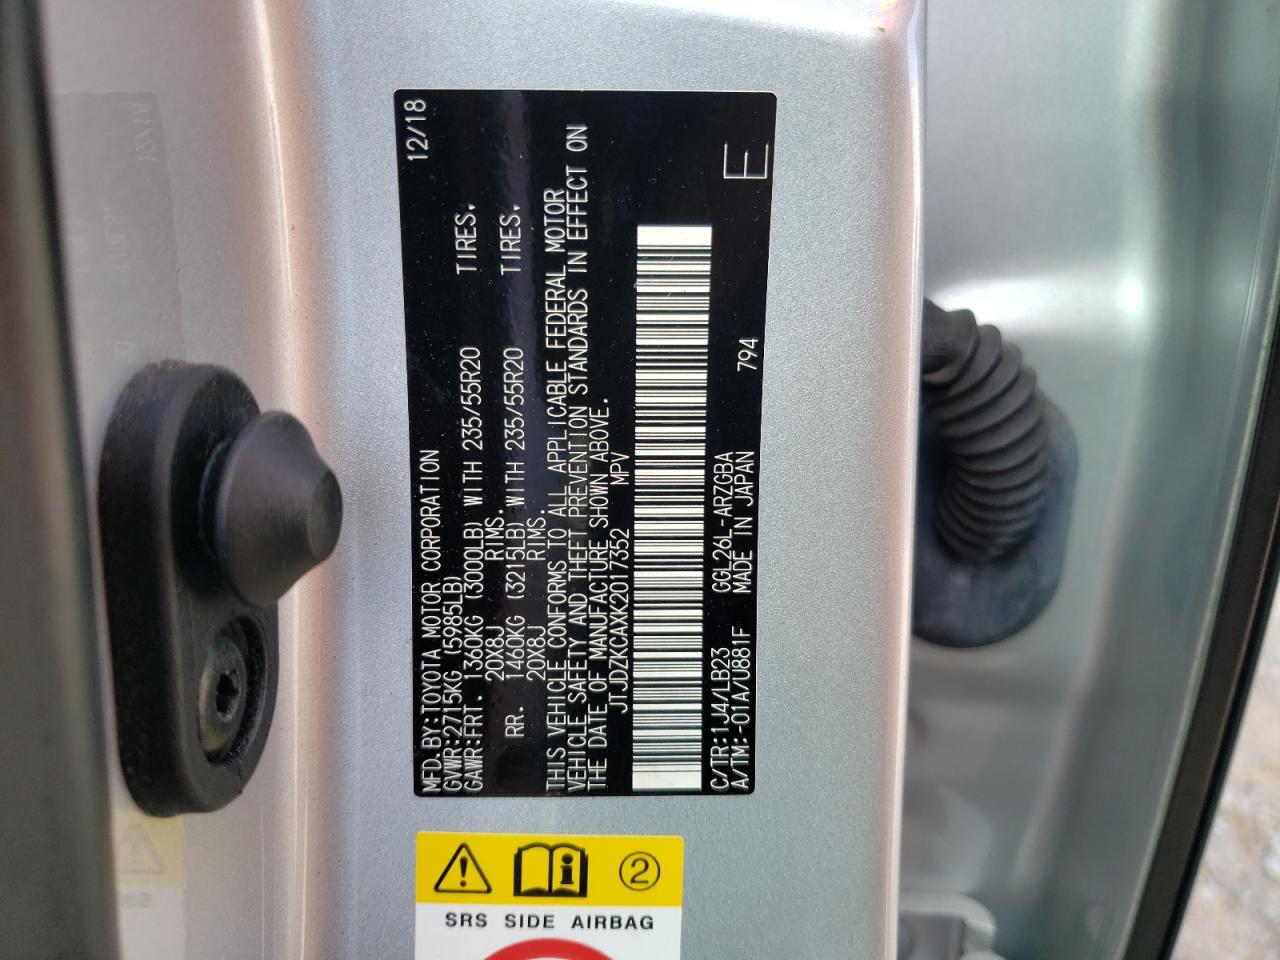 12/18
MFD.BY:TOYOTA MOTOR CORPORATION
GVWR:2715KG (5985LB)
GAWR:FRT. 1360KG (3000LB) WITH 235/55R20 TIRES.
20X8J RIMS.
RR. 1460KG (3215LB) WITH 235/55R20 TIRES.
20X8J RIMS.
THIS VEHICLE CONFORMS TO ALL APPLICABLE FEDERAL MOTOR
VEHICLE SAFETY AND THEFT PREVENTION STANDARDS IN EFFECT ON
THE DATE OF MANUFACTURE SHOWN ABOVE.
JTJDZKCAXK2017352 MPV
C/TR:1J4/LB23 GGL26L-ARZGBA
A/TM:-01A/U881F MADE IN JAPAN 794
E
2
SRS SIDE AIRBAG